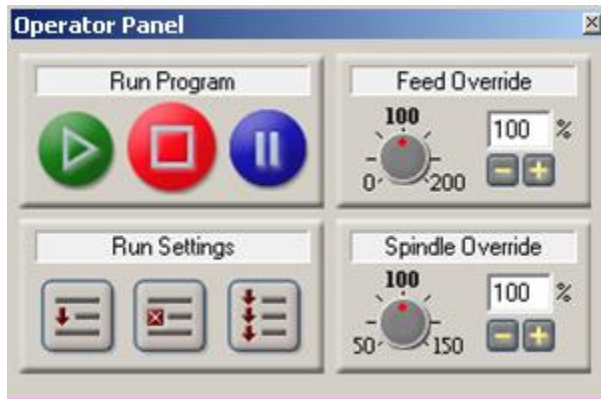 Operator Panel
Run Program
Feed Override
100
100 %
0 200
Run Settings
Spindle Override
100
100 %
50 150